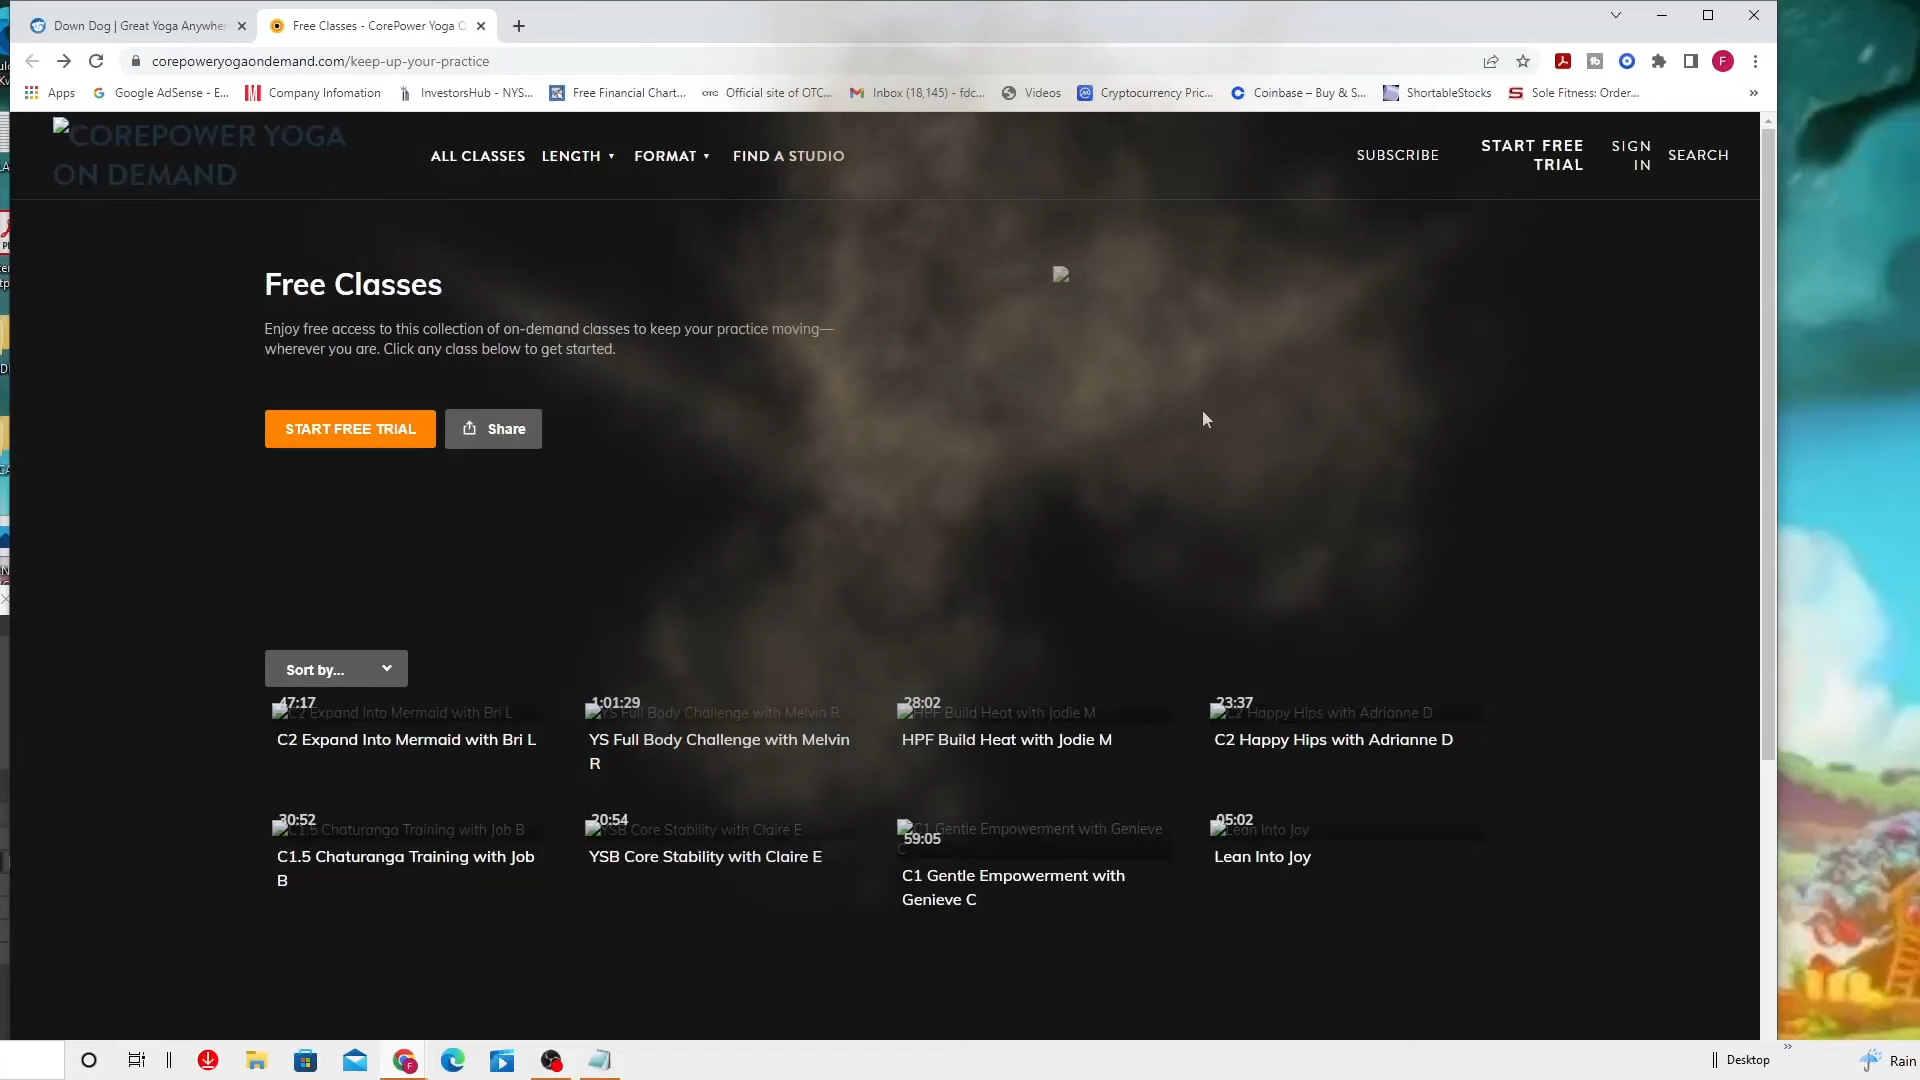 Down Dog | Great Yoga Anywher
Free Classes - CorePower Yoga O
corepoweryogaondemand.com/keep-up-your-practice
Apps
Google AdSense - E...
Company Infomation
InvestorsHub - NYS...
Free Financial Chart...
Official site of OTC...
Inbox (18,145) - fdc...
Videos
Cryptocurrency Pric...
Coinbase – Buy & S...
ShortableStocks
Sole Fitness: Order...
COREPOWER YOGA
ON DEMAND
ALL CLASSES
LENGTH
FORMAT
FIND A STUDIO
SUBSCRIBE
START FREE
TRIAL
SIGN
IN
SEARCH
Free Classes
Enjoy free access to this collection of on-demand classes to keep your practice moving—
wherever you are. Click any class below to get started.
START FREE TRIAL
Share
Sort by...
47:17
C2 Expand Into Mermaid with Bri L
C2 Expand Into Mermaid with Bri L
1:01:29
YS Full Body Challenge with Melvin R
YS Full Body Challenge with Melvin
R
28:02
HPF Build Heat with Jodie M
HPF Build Heat with Jodie M
23:37
C2 Happy Hips with Adrianne D
C2 Happy Hips with Adrianne D
30:52
C1.5 Chaturanga Training with Job B
C1.5 Chaturanga Training with Job
B
20:54
YSB Core Stability with Claire E
YSB Core Stability with Claire E
C1 Gentle Empowerment with Genieve
C
59:05
C1 Gentle Empowerment with
Genieve C
05:02
Lean Into Joy
Lean Into Joy
Desktop
Rain